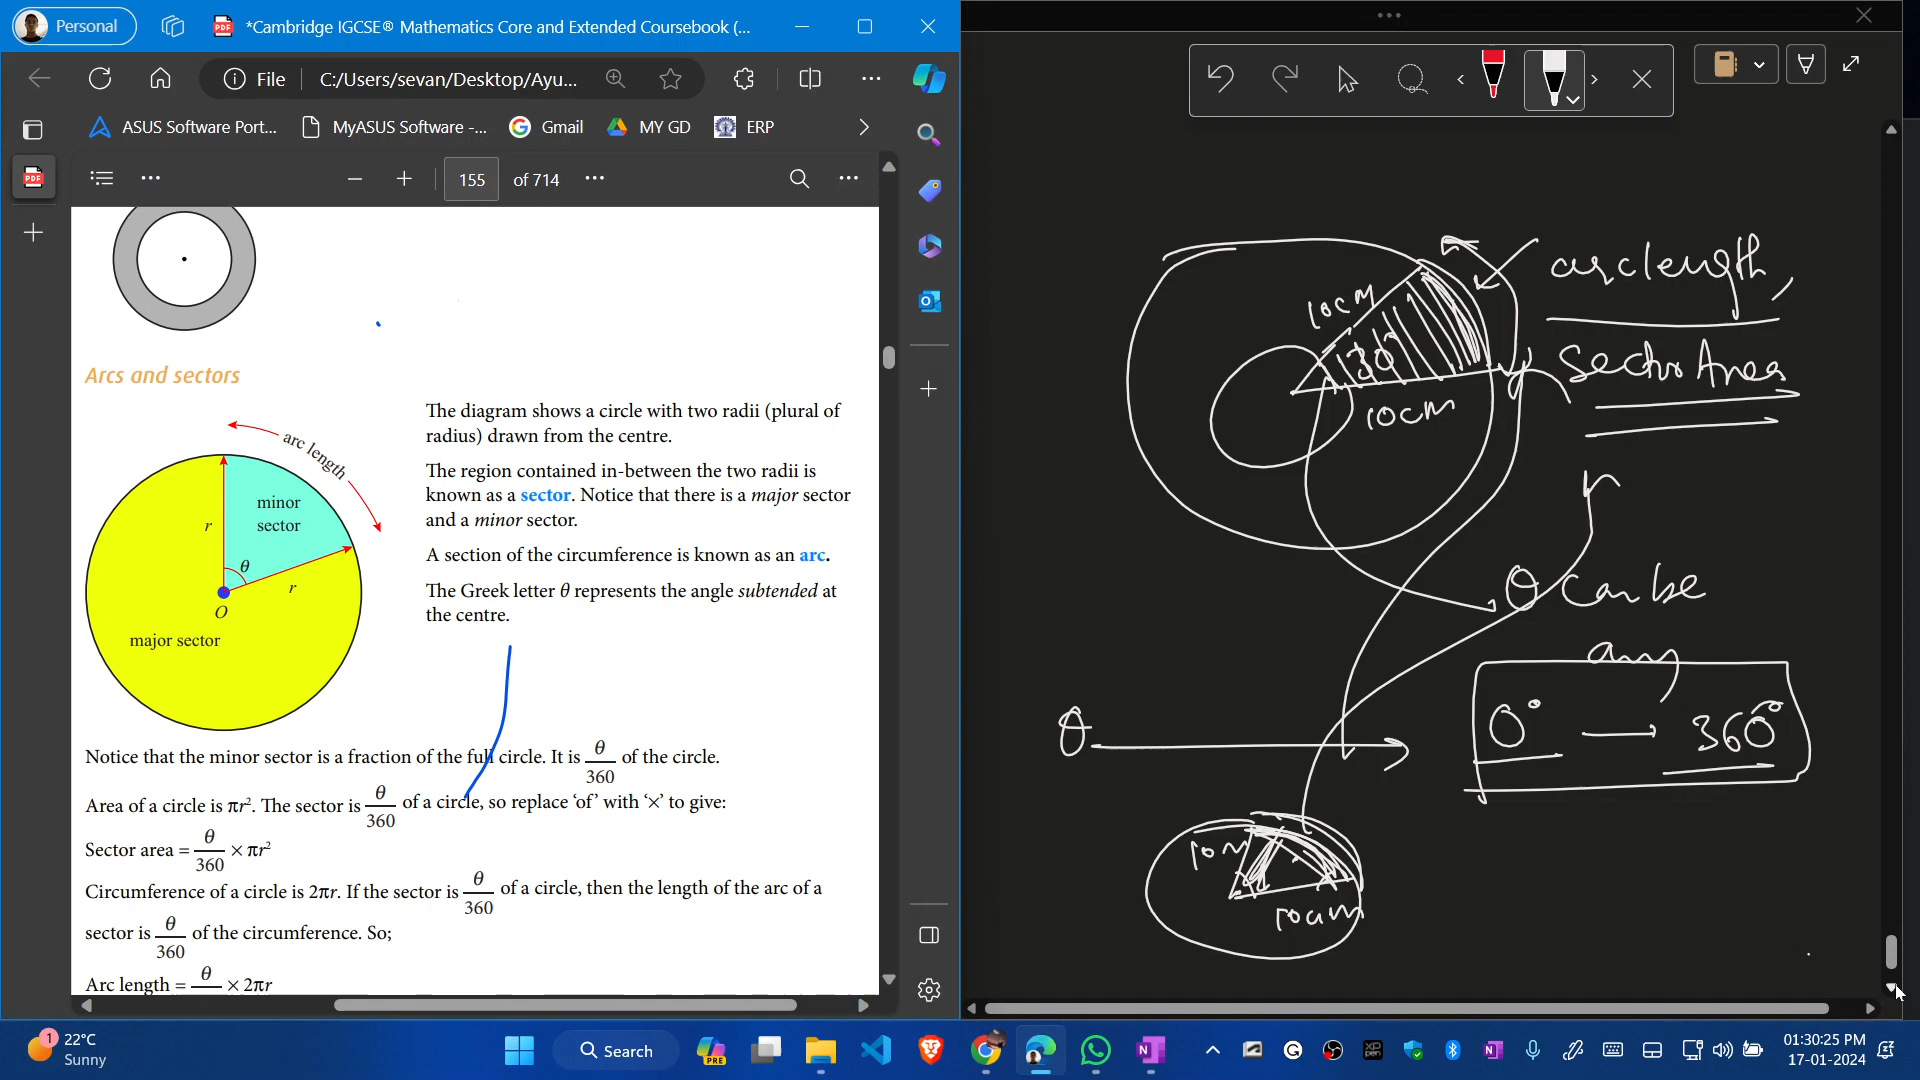 Personal
*Cambridge IGCSE® Mathematics Core and Extended Coursebook (...
File
C:/Users/sevan/Desktop/Ayu...
ASUS Software Port...
MyASUS Software -...
Gmail
MY GD
ERP
155 of 714
Arcs and sectors
arc length
minor
sector
r
θ
r
O
major sector
The diagram shows a circle with two radii (plural of
radius) drawn from the centre.
The region contained in-between the two radii is
known as a sector. Notice that there is a major sector
and a minor sector.
A section of the circumference is known as an arc.
The Greek letter θ represents the angle subtended at
the centre.
Notice that the minor sector is a fraction of the full circle. It is θ/360 of the circle.
Area of a circle is πr². The sector is θ/360 of a circle, so replace ‘of’ with ‘×’ to give:
Sector area = θ/360 × πr²
Circumference of a circle is 2πr. If the sector is θ/360 of a circle, then the length of the arc of a
sector is θ/360 of the circumference. So;
Arc length = θ × 2πr
arc length,
Sector Area
10cm
30°
10cm
r
θ can be
any
θ
0° — 360°
10cm
22°C
Sunny
Search
PRE
01:30:25 PM
17-01-2024